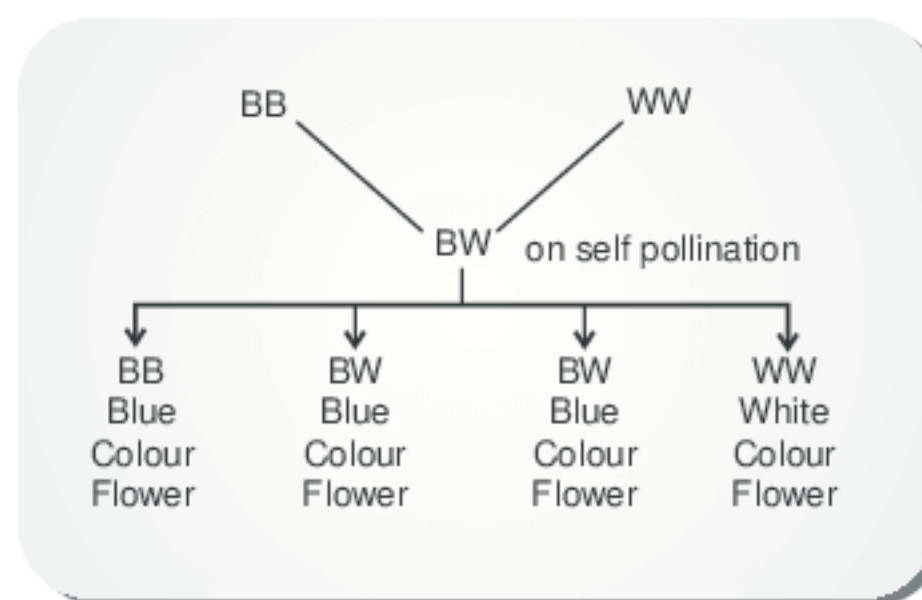 BB WW
BW on self pollination
BB BW BW WW
Blue Blue Blue White
Colour Colour Colour Colour
Flower Flower Flower Flower